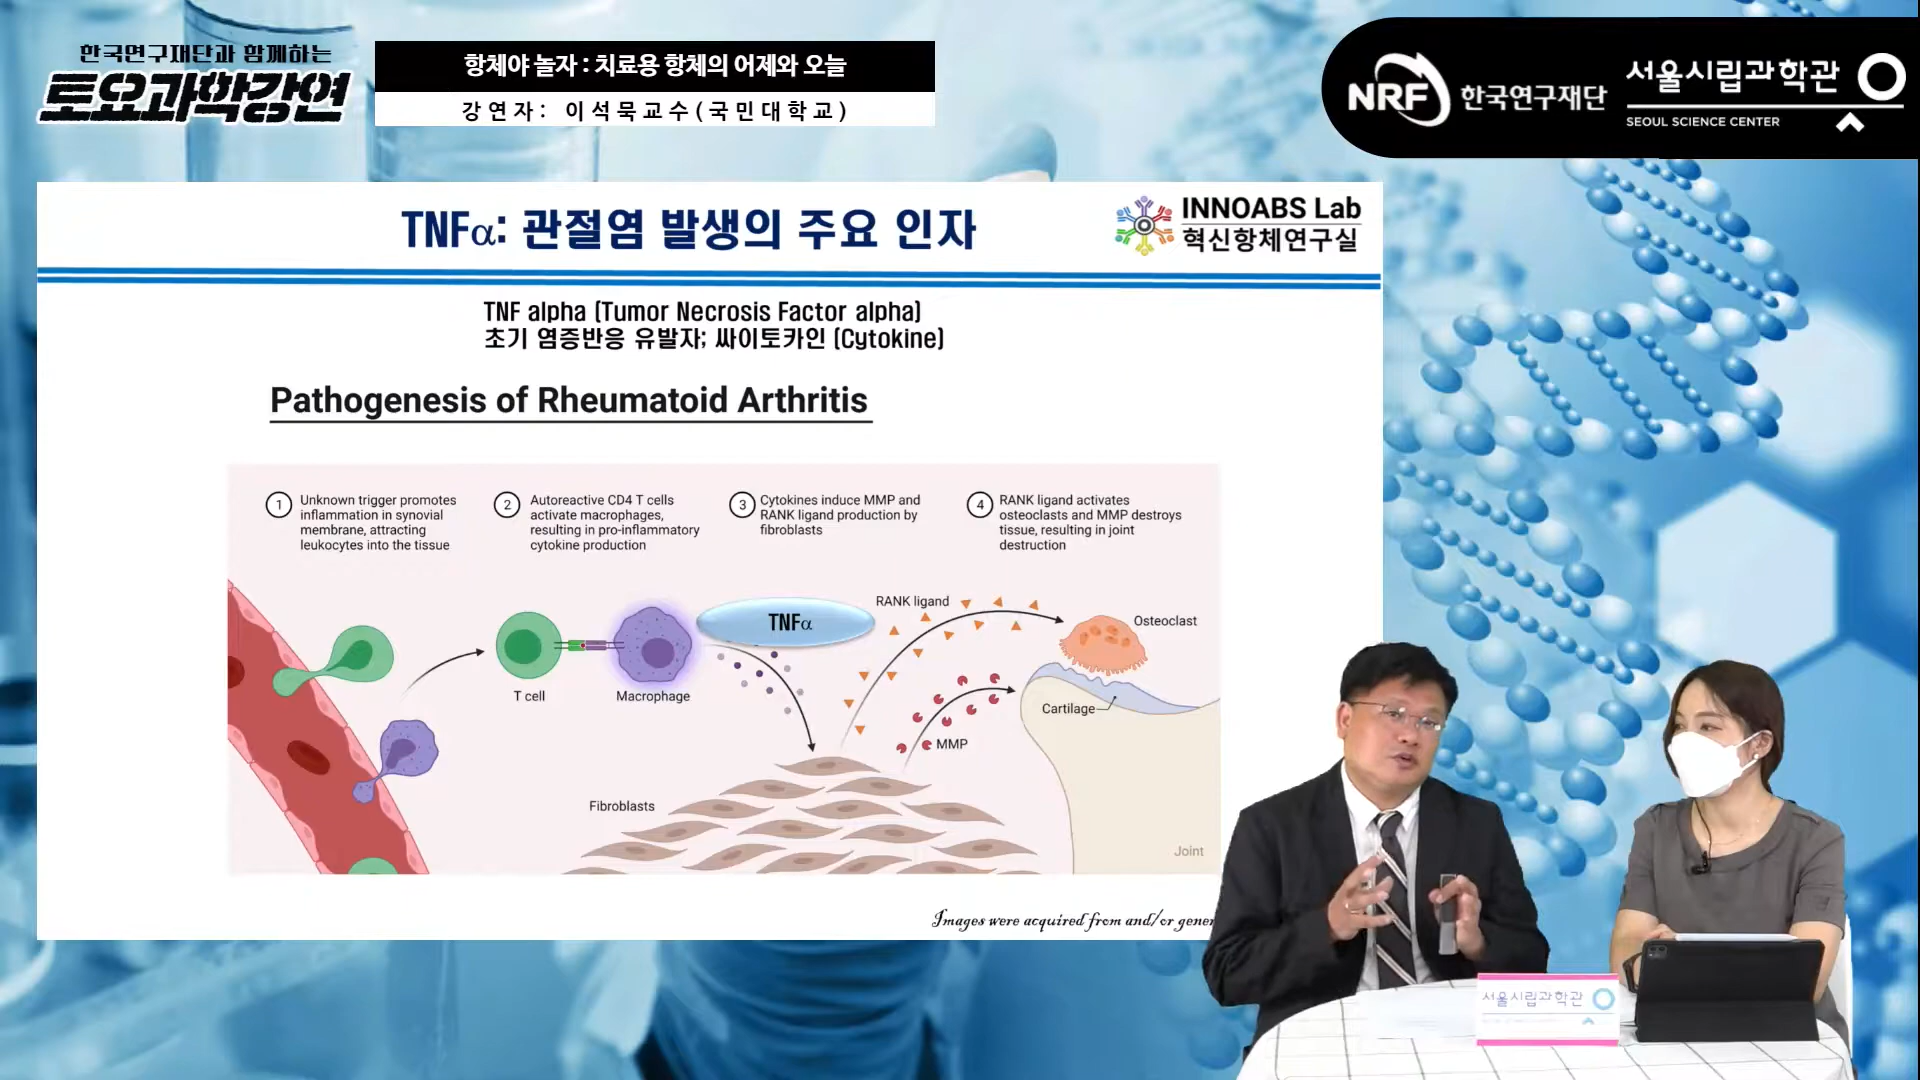 한국연구재단과 함께하는
토요과학강연
항체야 놀자 : 치료용 항체의 어제와 오늘
강연자: 이석묵교수(국민대학교)
NRF 한국연구재단
서울시립과학관
SEOUL SCIENCE CENTER
TNFα: 관절염 발생의 주요 인자
INNOABS Lab
혁신항체연구실
TNF alpha (Tumor Necrosis Factor alpha)
초기 염증반응 유발자; 싸이토카인 (Cytokine)
Pathogenesis of Rheumatoid Arthritis
1 Unknown trigger promotes
inflammation in synovial
membrane, attracting
leukocytes into the tissue
2 Autoreactive CD4 T cells
activate macrophages,
resulting in pro-inflammatory
cytokine production
3 Cytokines induce MMP and
RANK ligand production by
fibroblasts
4 RANK ligand activates
osteoclasts and MMP destroys
tissue, resulting in joint
destruction
TNFα
RANK ligand
Osteoclast
T cell
Macrophage
Cartilage
MMP
Fibroblasts
Joint
Images were acquired from and/or gener
서울시립과학관